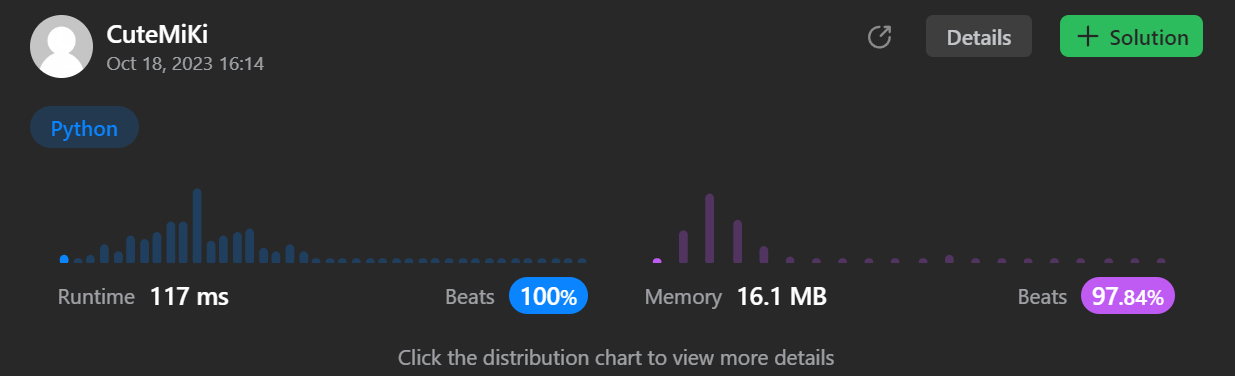 CuteMiKi
Oct 18, 2023 16:14
Details
+ Solution
Python
Runtime 117 ms Beats 100%
Memory 16.1 MB Beats 97.84%
Click the distribution chart to view more details